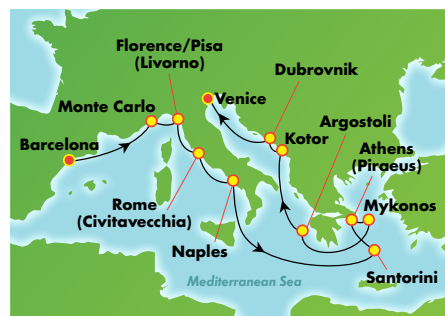 Florence/Pisa
(Livorno)
Dubrovnik
Monte Carlo
Venice
Argostoli
Barcelona
Kotor
Athens
(Piraeus)
Rome
(Civitavecchia)
Mykonos
Naples
Santorini
Mediterranean Sea